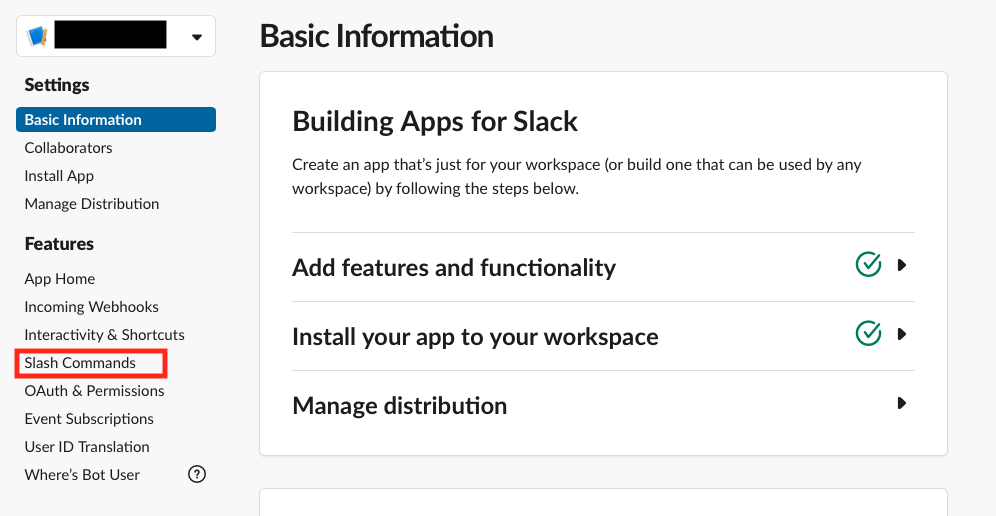 Settings
Basic Information
Collaborators
Install App
Manage Distribution
Features
App Home
Incoming Webhooks
Interactivity & Shortcuts
Slash Commands
OAuth & Permissions
Event Subscriptions
User ID Translation
Where's Bot User ?
Basic Information
Building Apps for Slack
Create an app that's just for your workspace (or build one that can be used by any
workspace) by following the steps below.
Add features and functionality
Install your app to your workspace
Manage distribution